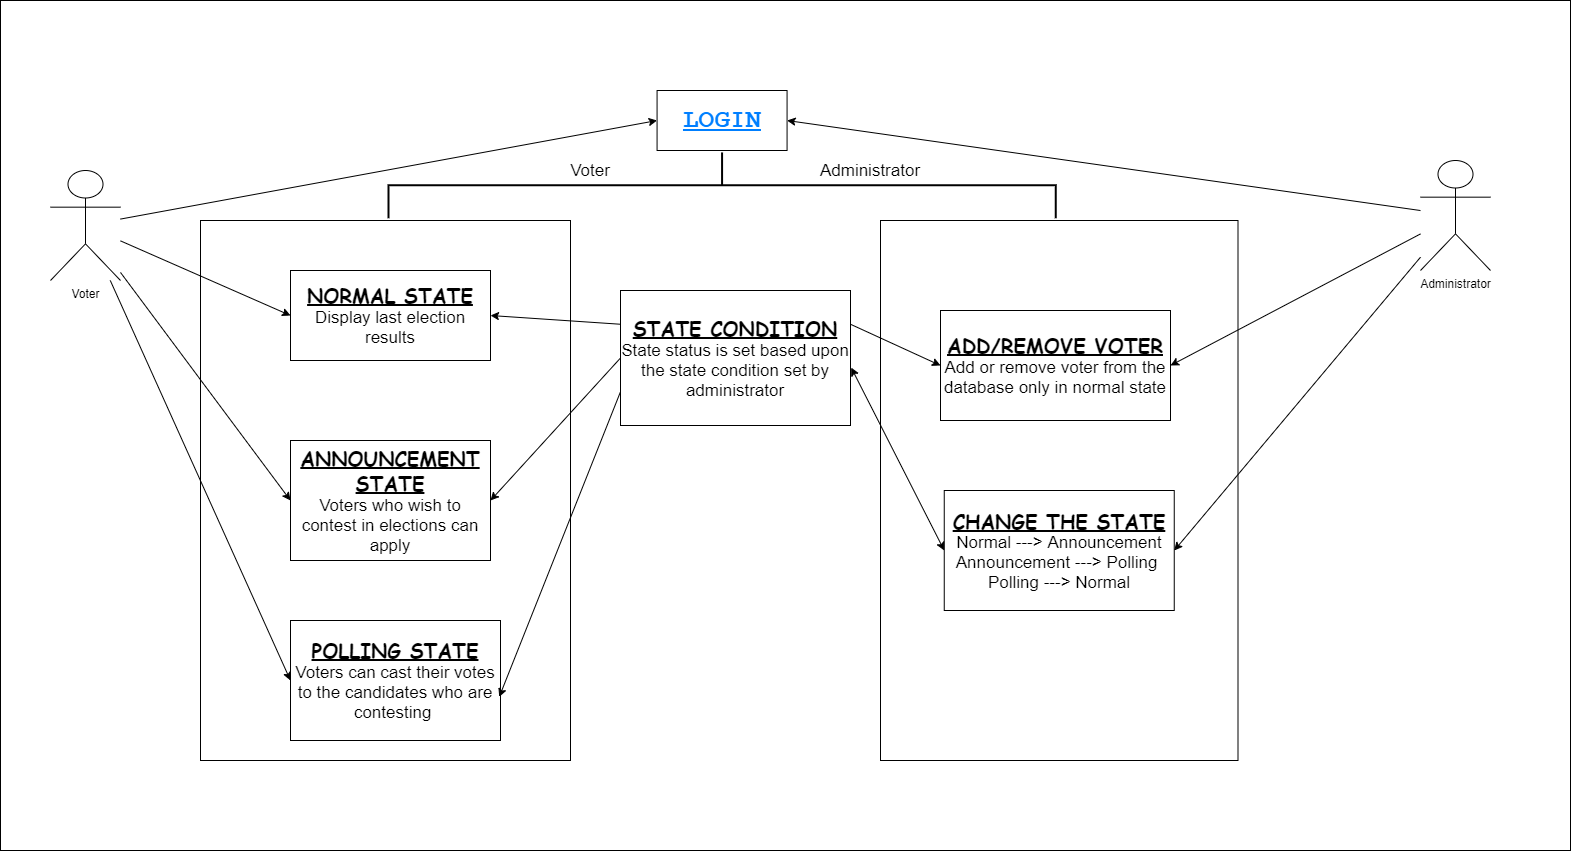 LOGIN
Voter
Administrator
Voter
Administrator
NORMAL STATE
Display last election
results
STATE CONDITION
State status is set based upon
the state condition set by
administrator
ADD/REMOVE VOTER
Add or remove voter from the
database only in normal state
ANNOUNCEMENT
STATE
Voters who wish to
contest in elections can
apply
CHANGE THE STATE
Normal ---> Announcement
Announcement ---> Polling
Polling ---> Normal
POLLING STATE
Voters can cast their votes
to the candidates who are
contesting